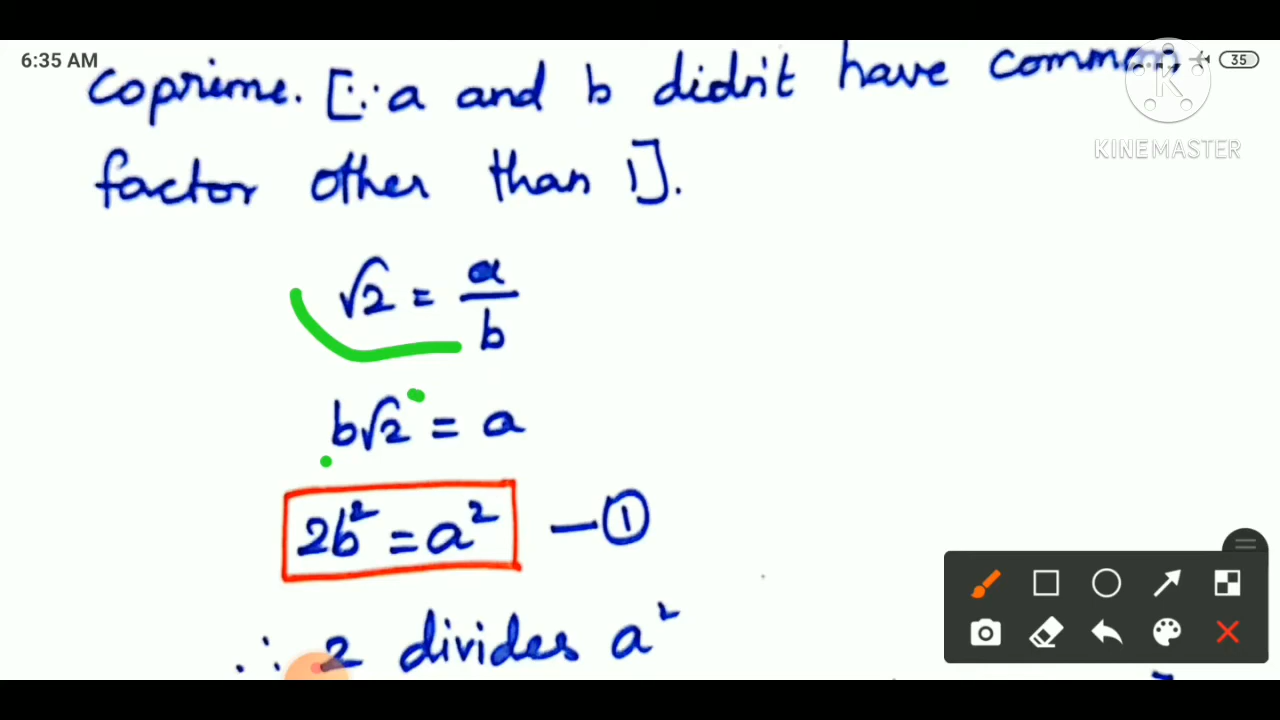 6:35 AM
35
coprime. [∵ a and b didn't have common
KINEMASTER
factor other than 1].
√2 = a/b
b√2 = a
2b² = a² — ①
∴ 2 divides a²